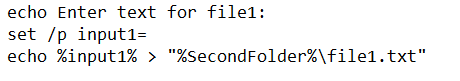 echo Enter text for file1:
set /p input1=
echo %input1% > "%SecondFolder%\file1.txt"